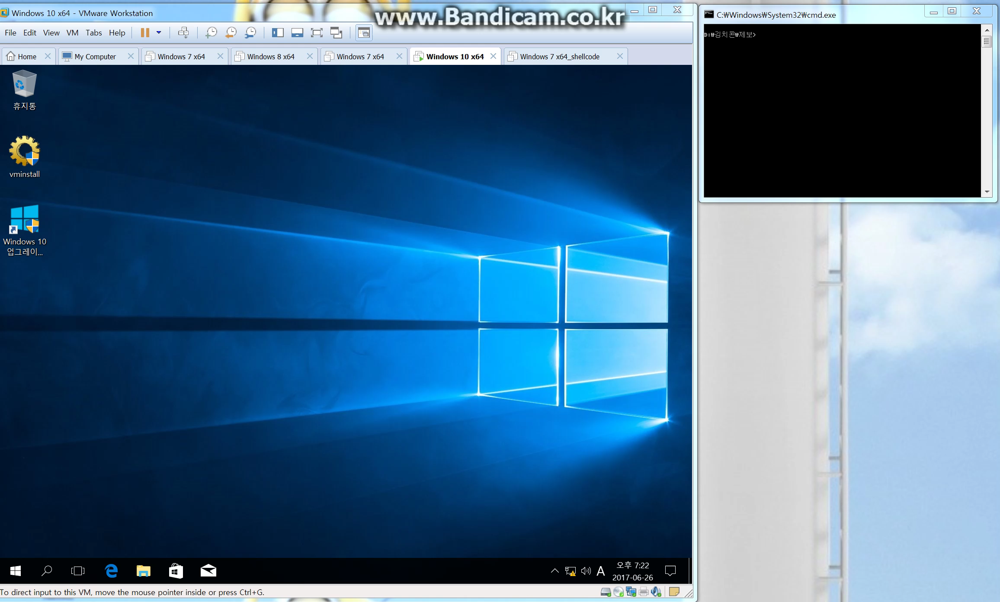 Windows 10 x64 - VMware Workstation
www.Bandicam.co.kr
C:₩Windows₩System32₩cmd.exe
File Edit View VM Tabs Help
D:₩김치콘₩제보>
Home
My Computer
Windows 7 x64
Windows 8 x64
Windows 7 x64
Windows 10 x64
Windows 7 x64_shellcode
휴지통
vminstall
Windows 10
업그레이...
A
오후 7:22
2017-06-26
To direct input to this VM, move the mouse pointer inside or press Ctrl+G.